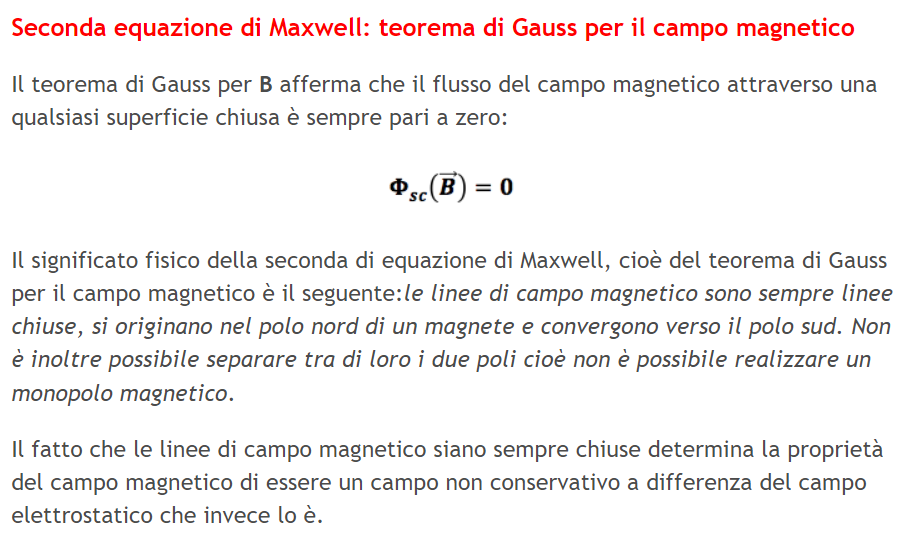 Seconda equazione di Maxwell: teorema di Gauss per il campo magnetico
Il teorema di Gauss per B afferma che il flusso del campo magnetico attraverso una
qualsiasi superficie chiusa è sempre pari a zero:
Φsc(B⃗) = 0
Il significato fisico della seconda di equazione di Maxwell, cioè del teorema di Gauss
per il campo magnetico è il seguente:le linee di campo magnetico sono sempre linee
chiuse, si originano nel polo nord di un magnete e convergono verso il polo sud. Non
è inoltre possibile separare tra di loro i due poli cioè non è possibile realizzare un
monopolo magnetico.
Il fatto che le linee di campo magnetico siano sempre chiuse determina la proprietà
del campo magnetico di essere un campo non conservativo a differenza del campo
elettrostatico che invece lo è.